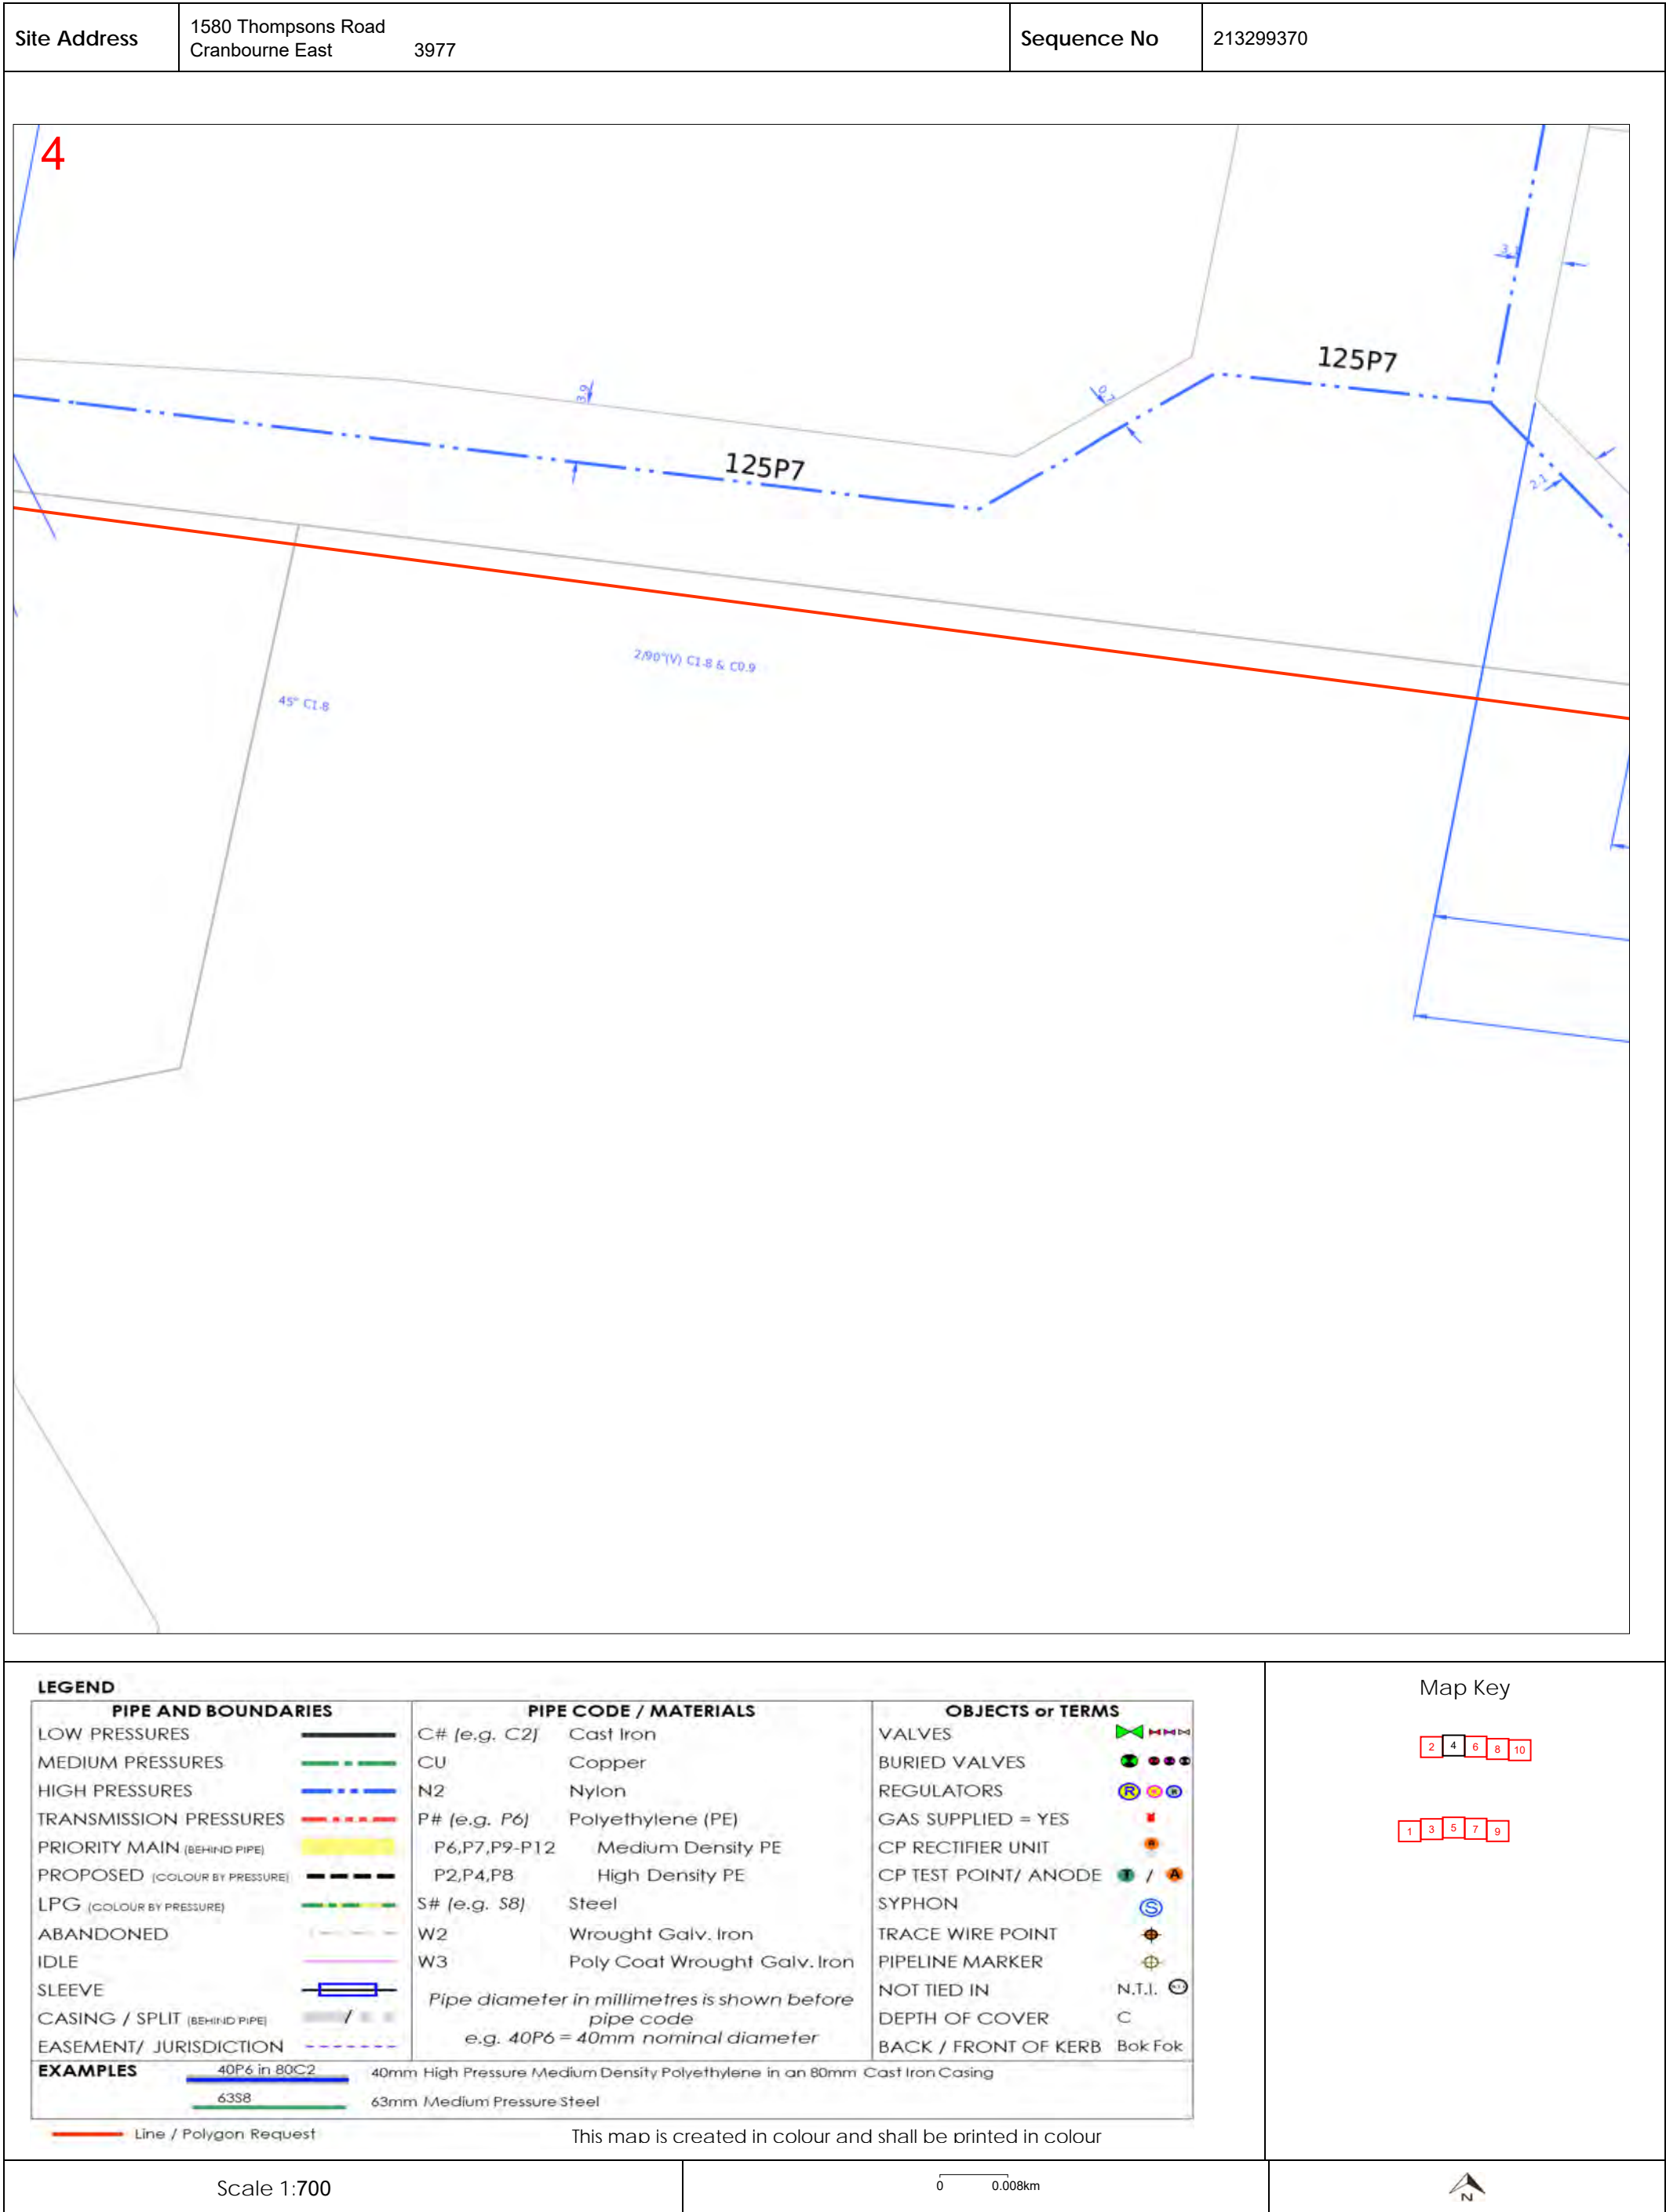 Site Address
1580 Thompsons Road
Cranbourne East 3977
Sequence No
213299370
4
3
125P7
3.9
0.7
125P7
2.1
2/90°(V) C1.8 & C0.9
45° C1.8
LEGEND
PIPE AND BOUNDARIES
LOW PRESSURES
MEDIUM PRESSURES
HIGH PRESSURES
TRANSMISSION PRESSURES
PRIORITY MAIN (BEHIND PIPE)
PROPOSED (COLOUR BY PRESSURE)
LPG (COLOUR BY PRESSURE)
ABANDONED
IDLE
SLEEVE
CASING / SPLIT (BEHIND PIPE) /
EASEMENT/ JURISDICTION
PIPE CODE / MATERIALS
C# (e.g. C2) Cast Iron
CU Copper
N2 Nylon
P# (e.g. P6) Polyethylene (PE)
P6,P7,P9-P12 Medium Density PE
P2,P4,P8 High Density PE
S# (e.g. S8) Steel
W2 Wrought Galv. Iron
W3 Poly Coat Wrought Galv. Iron
Pipe diameter in millimetres is shown before
pipe code
e.g. 40P6 = 40mm nominal diameter
OBJECTS or TERMS
VALVES
BURIED VALVES
REGULATORS R
GAS SUPPLIED = YES
CP RECTIFIER UNIT
CP TEST POINT/ ANODE T / A
SYPHON S
TRACE WIRE POINT
PIPELINE MARKER
NOT TIED IN N.T.I.
DEPTH OF COVER C
BACK / FRONT OF KERB Bok Fok
EXAMPLES
40P6 in 80C2 40mm High Pressure Medium Density Polyethylene in an 80mm Cast Iron Casing
63S8 63mm Medium Pressure Steel
Line / Polygon Request
This map is created in colour and shall be printed in colour
Map Key
2 4 6 8 10
1 3 5 7 9
Scale 1:700
0 0.008km
N